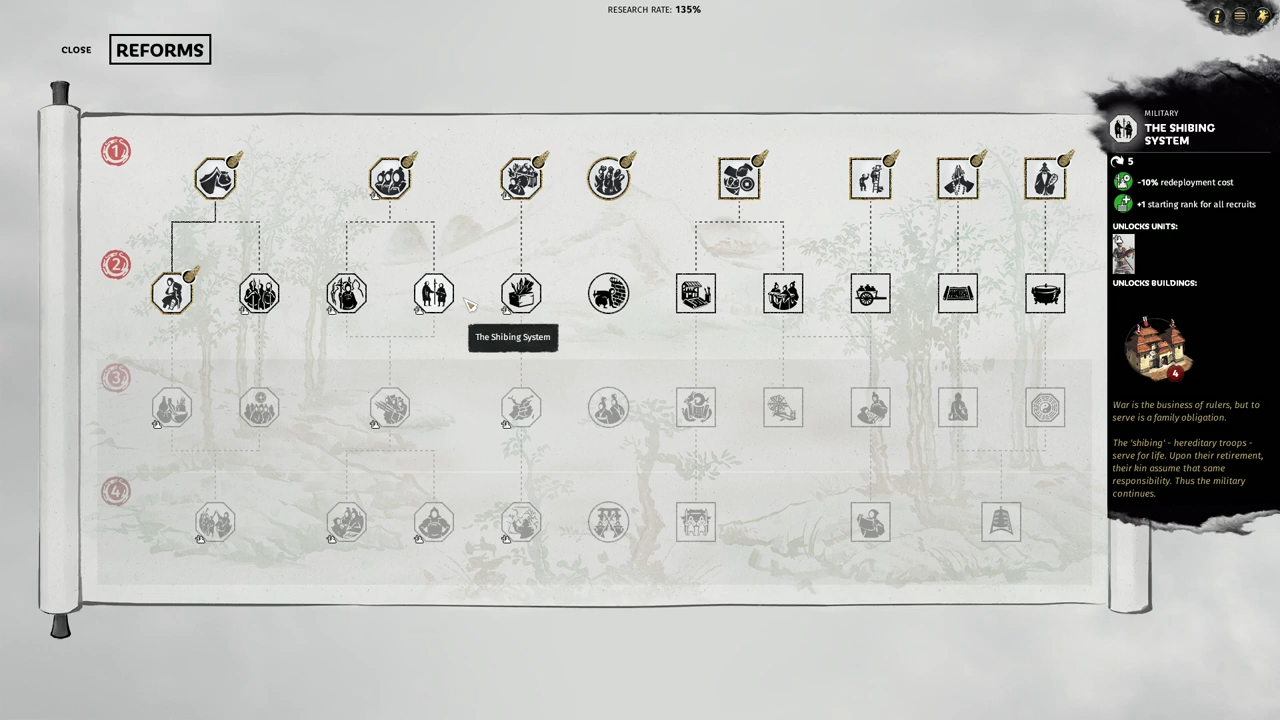 RESEARCH RATE: 135%
CLOSE
REFORMS
1
2
3
4
The Shibing System
MILITARY
THE SHIBING
SYSTEM
5
-10% redeployment cost
+1 starting rank for all recruits
UNLOCKS UNITS:
UNLOCKS BUILDINGS:
4
War is the business of rulers, but to
serve is a family obligation.
The 'shibing' - hereditary troops -
serve for life. Upon their retirement,
their kin assume that same
responsibility. Thus the military
continues.